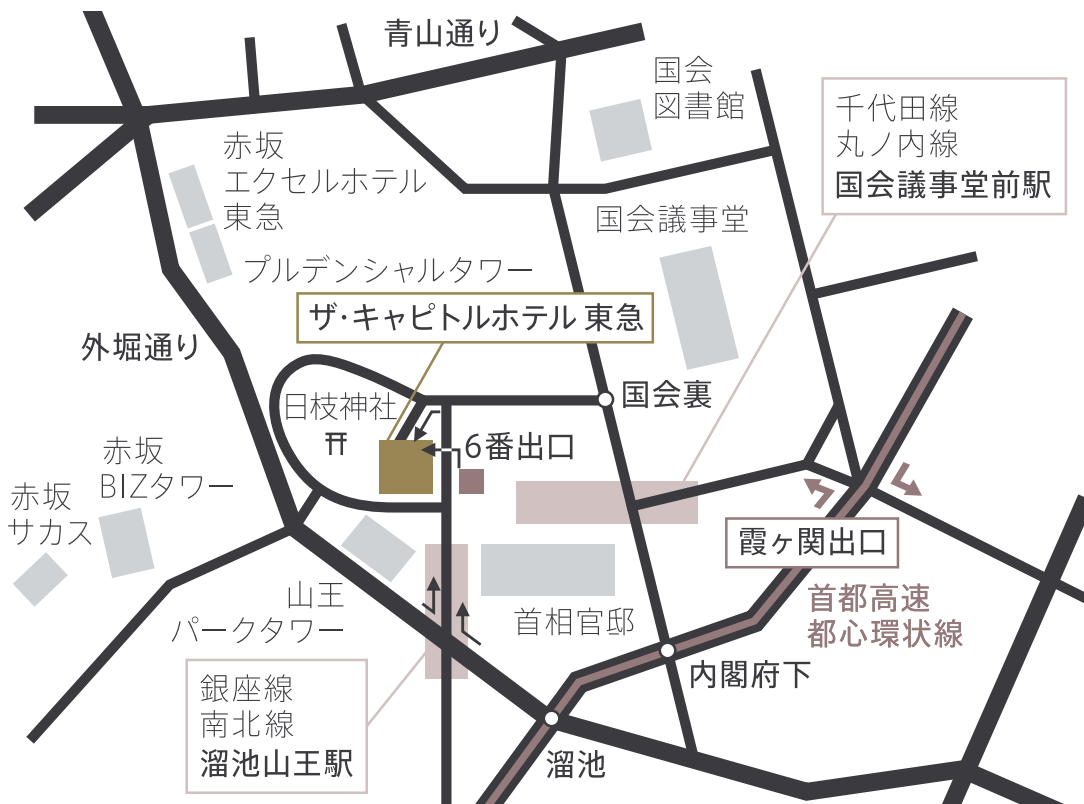 青山通り
国会
図書館
千代田線
丸ノ内線
国会議事堂前駅
赤坂
エクセルホテル
東急
国会議事堂
プルデンシャルタワー
ザ・キャピトルホテル 東急
外堀通り
国会裏
日枝神社
6番出口
赤坂
BIZタワー
赤坂
サカス
霞ヶ関出口
首都高速
都心環状線
山王
パークタワー
首相官邸
内閣府下
銀座線
南北線
溜池山王駅
溜池